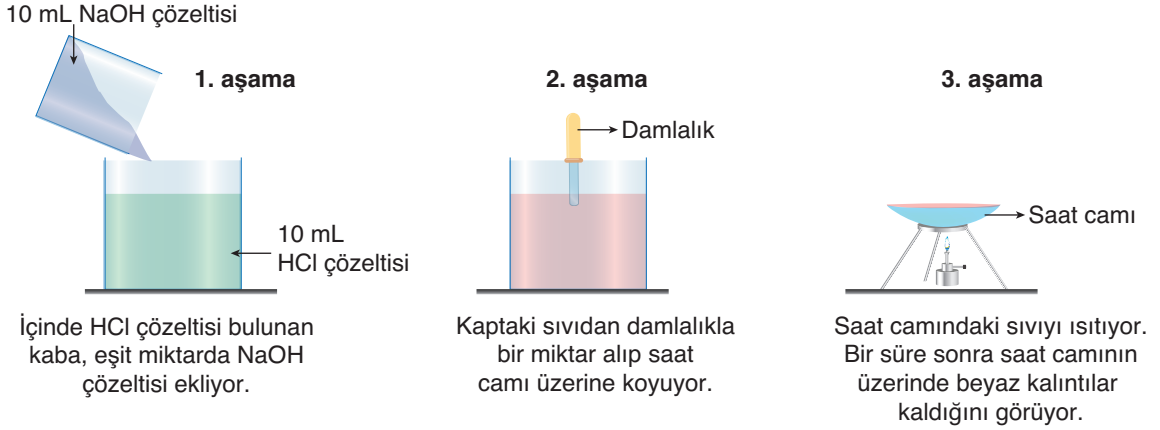 10 mL NaOH çözeltisi
1. aşama
10 mL
HCl çözeltisi
İçinde HCl çözeltisi bulunan
kaba, eşit miktarda NaOH
çözeltisi ekliyor.
2. aşama
Damlalık
Kaptaki sıvıdan damlalıkla
bir miktar alıp saat
camı üzerine koyuyor.
3. aşama
Saat camı
Saat camındaki sıvıyı ısıtıyor.
Bir süre sonra saat camının
üzerinde beyaz kalıntılar
kaldığını görüyor.